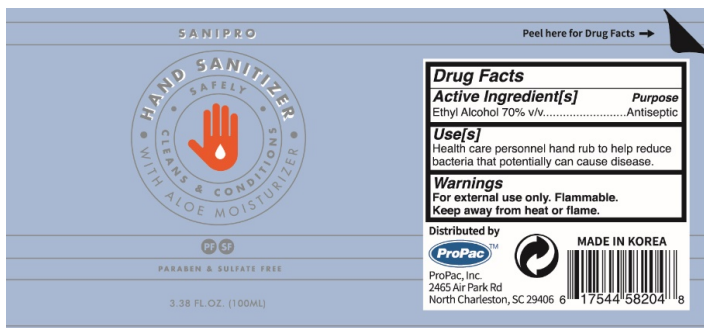 SANIPRO
HAND SANITIZER
SAFELY
CLEANS & CONDITIONS
WITH ALOE MOISTURIZER
PF SF
PARABEN & SULFATE FREE
3.38 FL.OZ. (100ML)
Peel here for Drug Facts
Drug Facts
Active Ingredient[s] Purpose
Ethyl Alcohol 70% v/v.........................Antiseptic
Use[s]
Health care personnel hand rub to help reduce
bacteria that potentially can cause disease.
Warnings
For external use only. Flammable.
Keep away from heat or flame.
Distributed by
ProPac™
ProPac, Inc.
2465 Air Park Rd
North Charleston, SC 29406
MADE IN KOREA
6 17544 58204 8